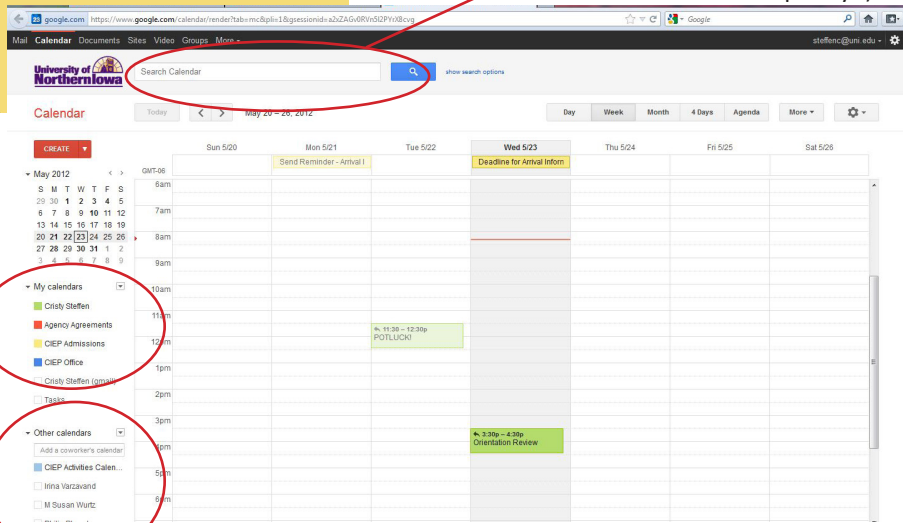 google.com https://www.google.com/calendar/render?tab=mc&pli=1&gsessionid=a2xZAGv0RVn5I2PYrX8cvg Google
Mail Calendar Documents Sites Video Groups More steffenc@uni.edu
University of
Northern Iowa
Search Calendar
show search options
Calendar
Today May 20 – 26, 2012 Day Week Month 4 Days Agenda More
CREATE
Sun 5/20 Mon 5/21 Tue 5/22 Wed 5/23 Thu 5/24 Fri 5/25 Sat 5/26
Send Reminder - Arrival I Deadline for Arrival Inforn
GMT-06
May 2012
S M T W T F S
29 30 1 2 3 4 5
6 7 8 9 10 11 12
13 14 15 16 17 18 19
20 21 22 23 24 25 26
27 28 29 30 31 1 2
3 4 5 6 7 8 9
My calendars
Cristy Steffen
Agency Agreements
CIEP Admissions
CIEP Office
Cristy Steffen (gmail)
Tasks
Other calendars
Add a coworker's calendar
CIEP Activities Calen...
Irina Varzavand
M Susan Wurtz
6am
7am
8am
9am
10am
11am
12pm
1pm
2pm
3pm
4pm
5pm
6pm
11:30 – 12:30p
POTLUCK!
3:30p – 4:30p
Orientation Review